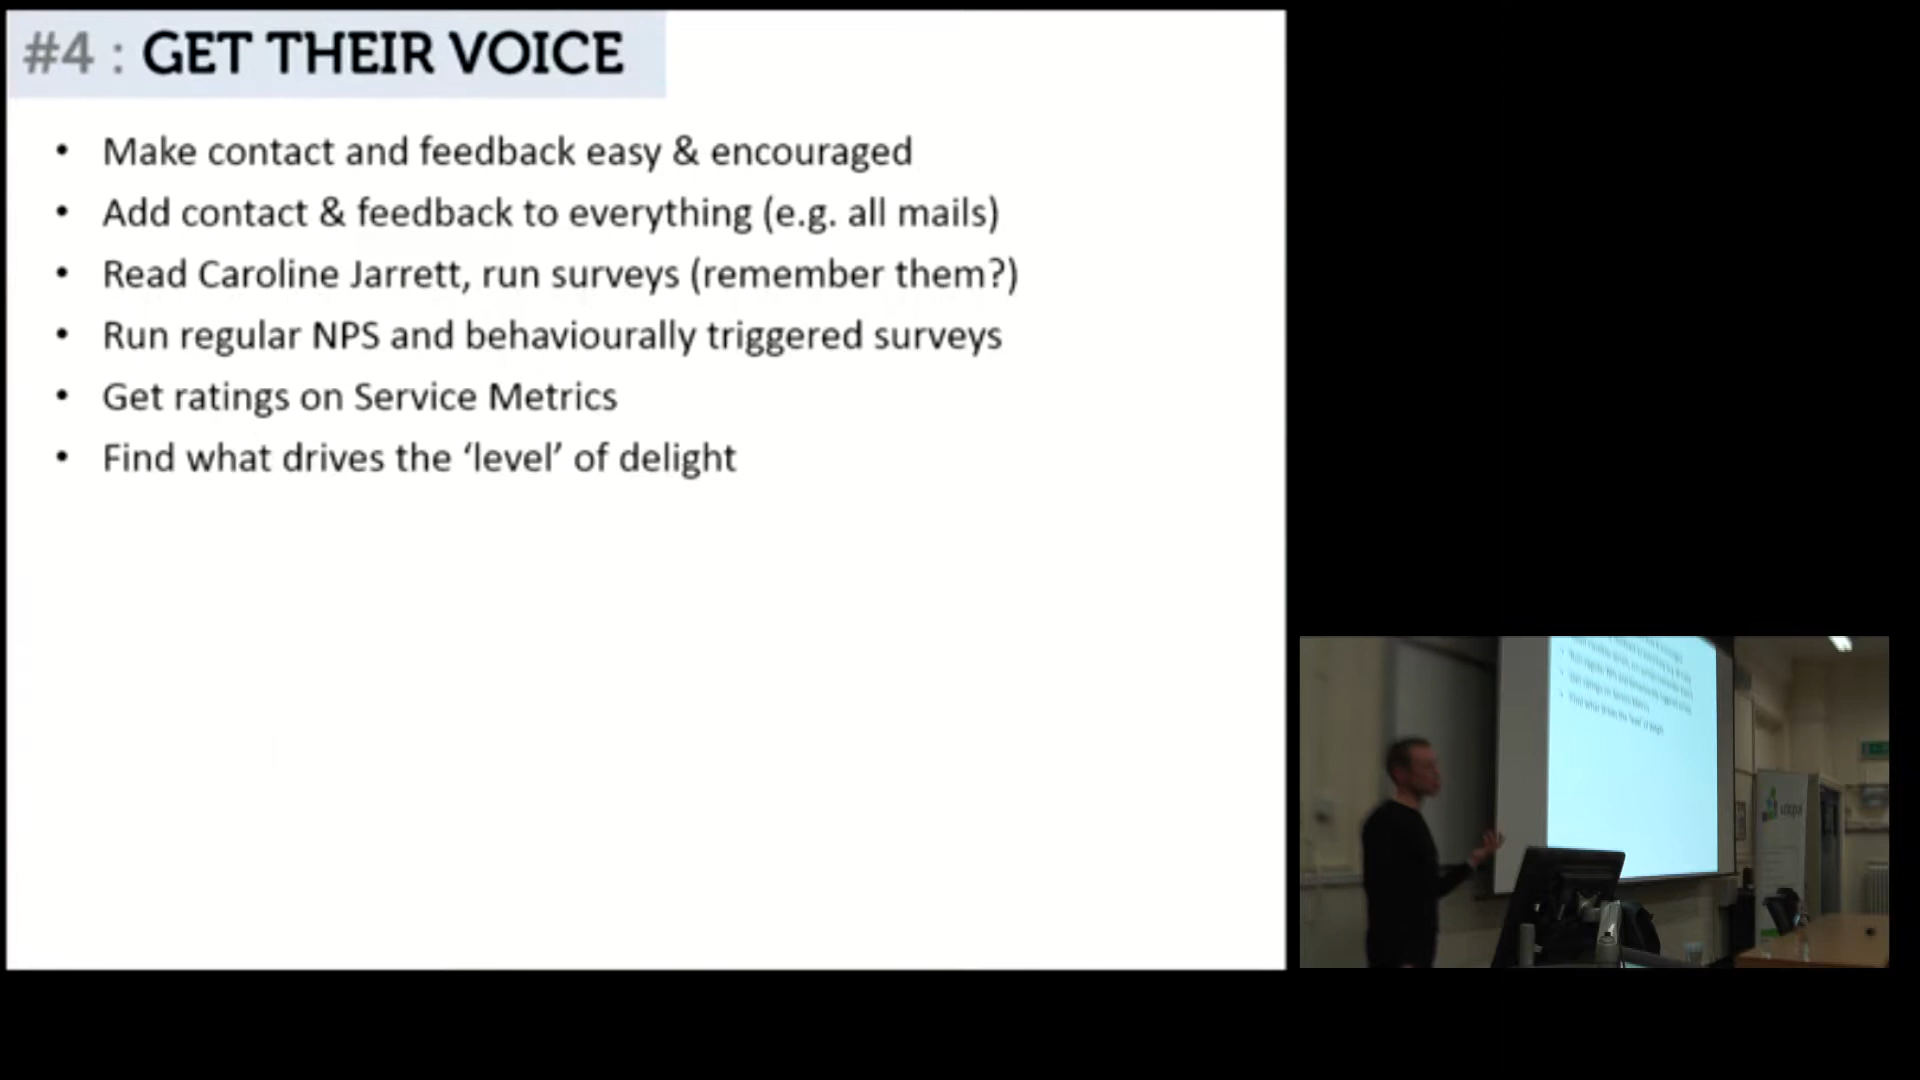 #4 : GET THEIR VOICE
• Make contact and feedback easy & encouraged
• Add contact & feedback to everything (e.g. all mails)
• Read Caroline Jarrett, run surveys (remember them?)
• Run regular NPS and behaviourally triggered surveys
• Get ratings on Service Metrics
• Find what drives the ‘level’ of delight